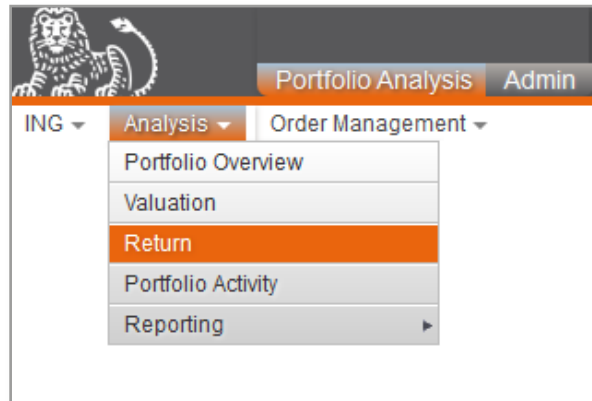 Portfolio Analysis Admin
ING Analysis Order Management
Portfolio Overview
Valuation
Return
Portfolio Activity
Reporting